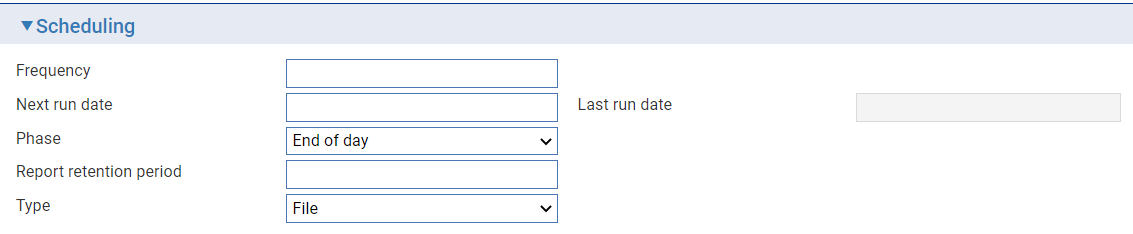 Scheduling
Frequency
Next run date
Last run date
Phase
End of day
Report retention period
Type
File